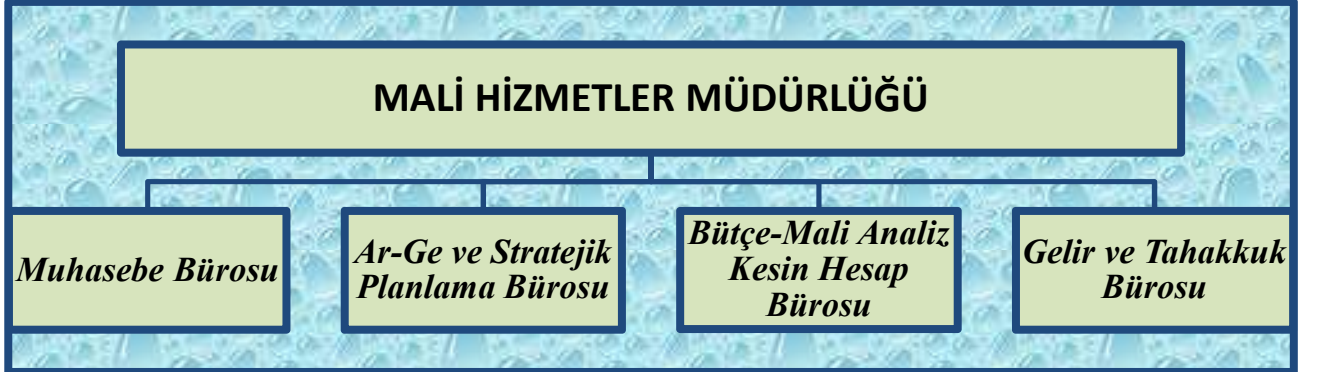 MALİ HİZMETLER MÜDÜRLÜĞÜ
Muhasebe Bürosu
Ar-Ge ve Stratejik
Planlama Bürosu
Bütçe-Mali Analiz
Kesin Hesap
Bürosu
Gelir ve Tahakkuk
Bürosu